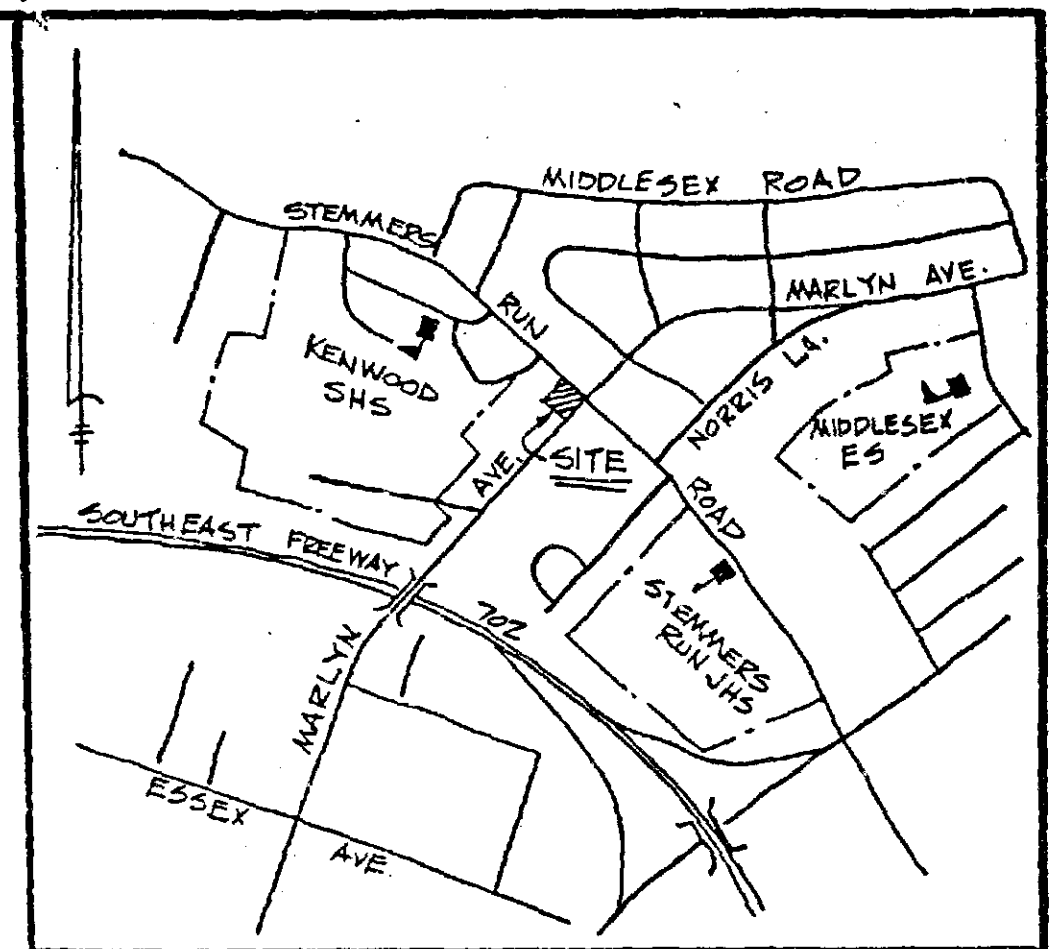 MIDDLESEX ROAD
STEMMERS
RUN
MARLYN AVE.
KENWOOD
SHS
NORRIS LA.
MIDDLESEX
ES
AVE.
SITE
ROAD
SOUTHEAST FREEWAY
702
STEMMERS
RUN JHS
MARLYN
ESSEX
AVE.